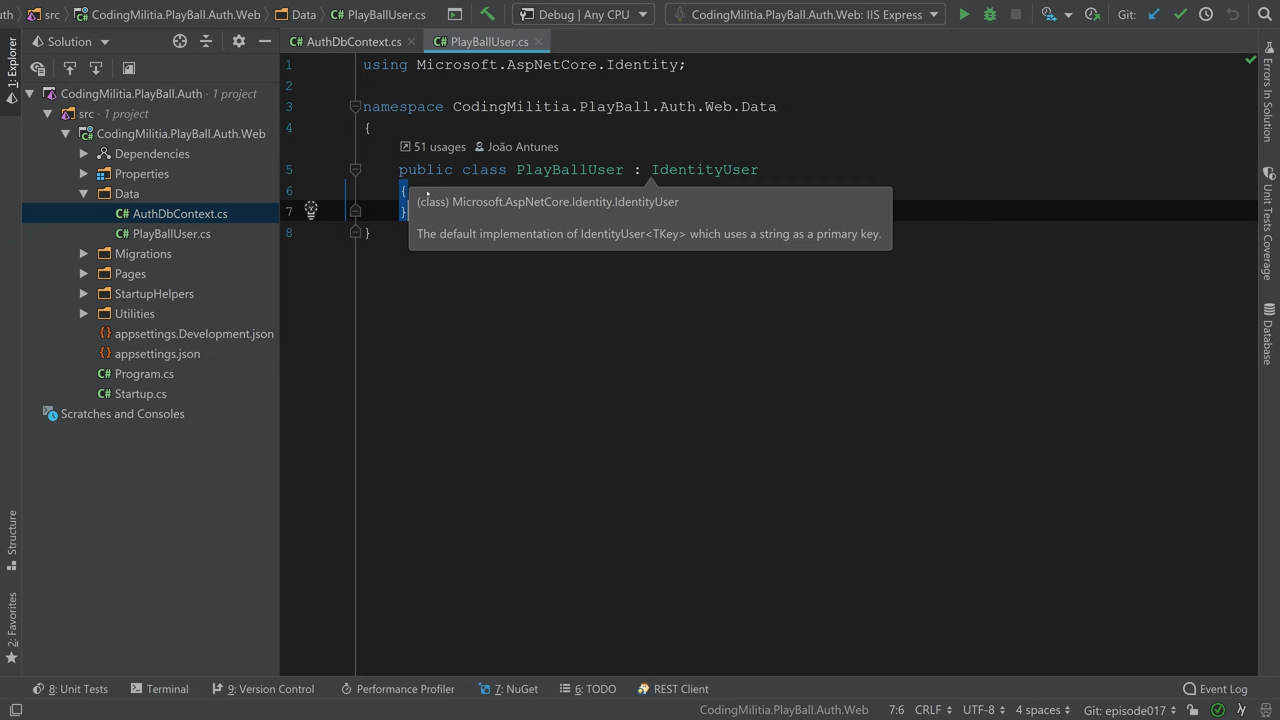 uth
src
CodingMilitia.PlayBall.Auth.Web
Data
PlayBallUser.cs
Debug | Any CPU
CodingMilitia.PlayBall.Auth.Web: IIS Express
Git:
1: Explorer
Solution
AuthDbContext.cs
PlayBallUser.cs
CodingMilitia.PlayBall.Auth · 1 project
src · 1 project
CodingMilitia.PlayBall.Auth.Web
Dependencies
Properties
Data
AuthDbContext.cs
PlayBallUser.cs
Migrations
Pages
StartupHelpers
Utilities
appsettings.Development.json
appsettings.json
Program.cs
Startup.cs
Scratches and Consoles
1 using Microsoft.AspNetCore.Identity;
2
3 namespace CodingMilitia.PlayBall.Auth.Web.Data
4 {
51 usages João Antunes
5 public class PlayBallUser : IdentityUser
6 {
(class) Microsoft.AspNetCore.Identity.IdentityUser
7 }
The default implementation of IdentityUser<TKey> which uses a string as a primary key.
8 }
Errors In Solution
Unit Tests Coverage
Database
Structure
2: Favorites
8: Unit Tests
Terminal
9: Version Control
Performance Profiler
7: NuGet
6: TODO
REST Client
Event Log
CodingMilitia.PlayBall.Auth.Web
7:6
CRLF
UTF-8
4 spaces
Git: episode017